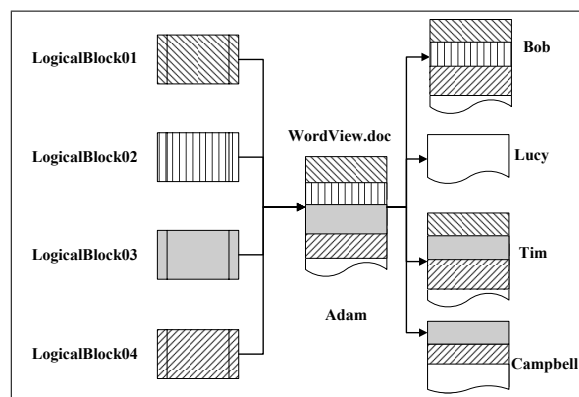 LogicalBlock01
LogicalBlock02
LogicalBlock03
LogicalBlock04
WordView.doc
Adam
Bob
Lucy
Tim
Campbell